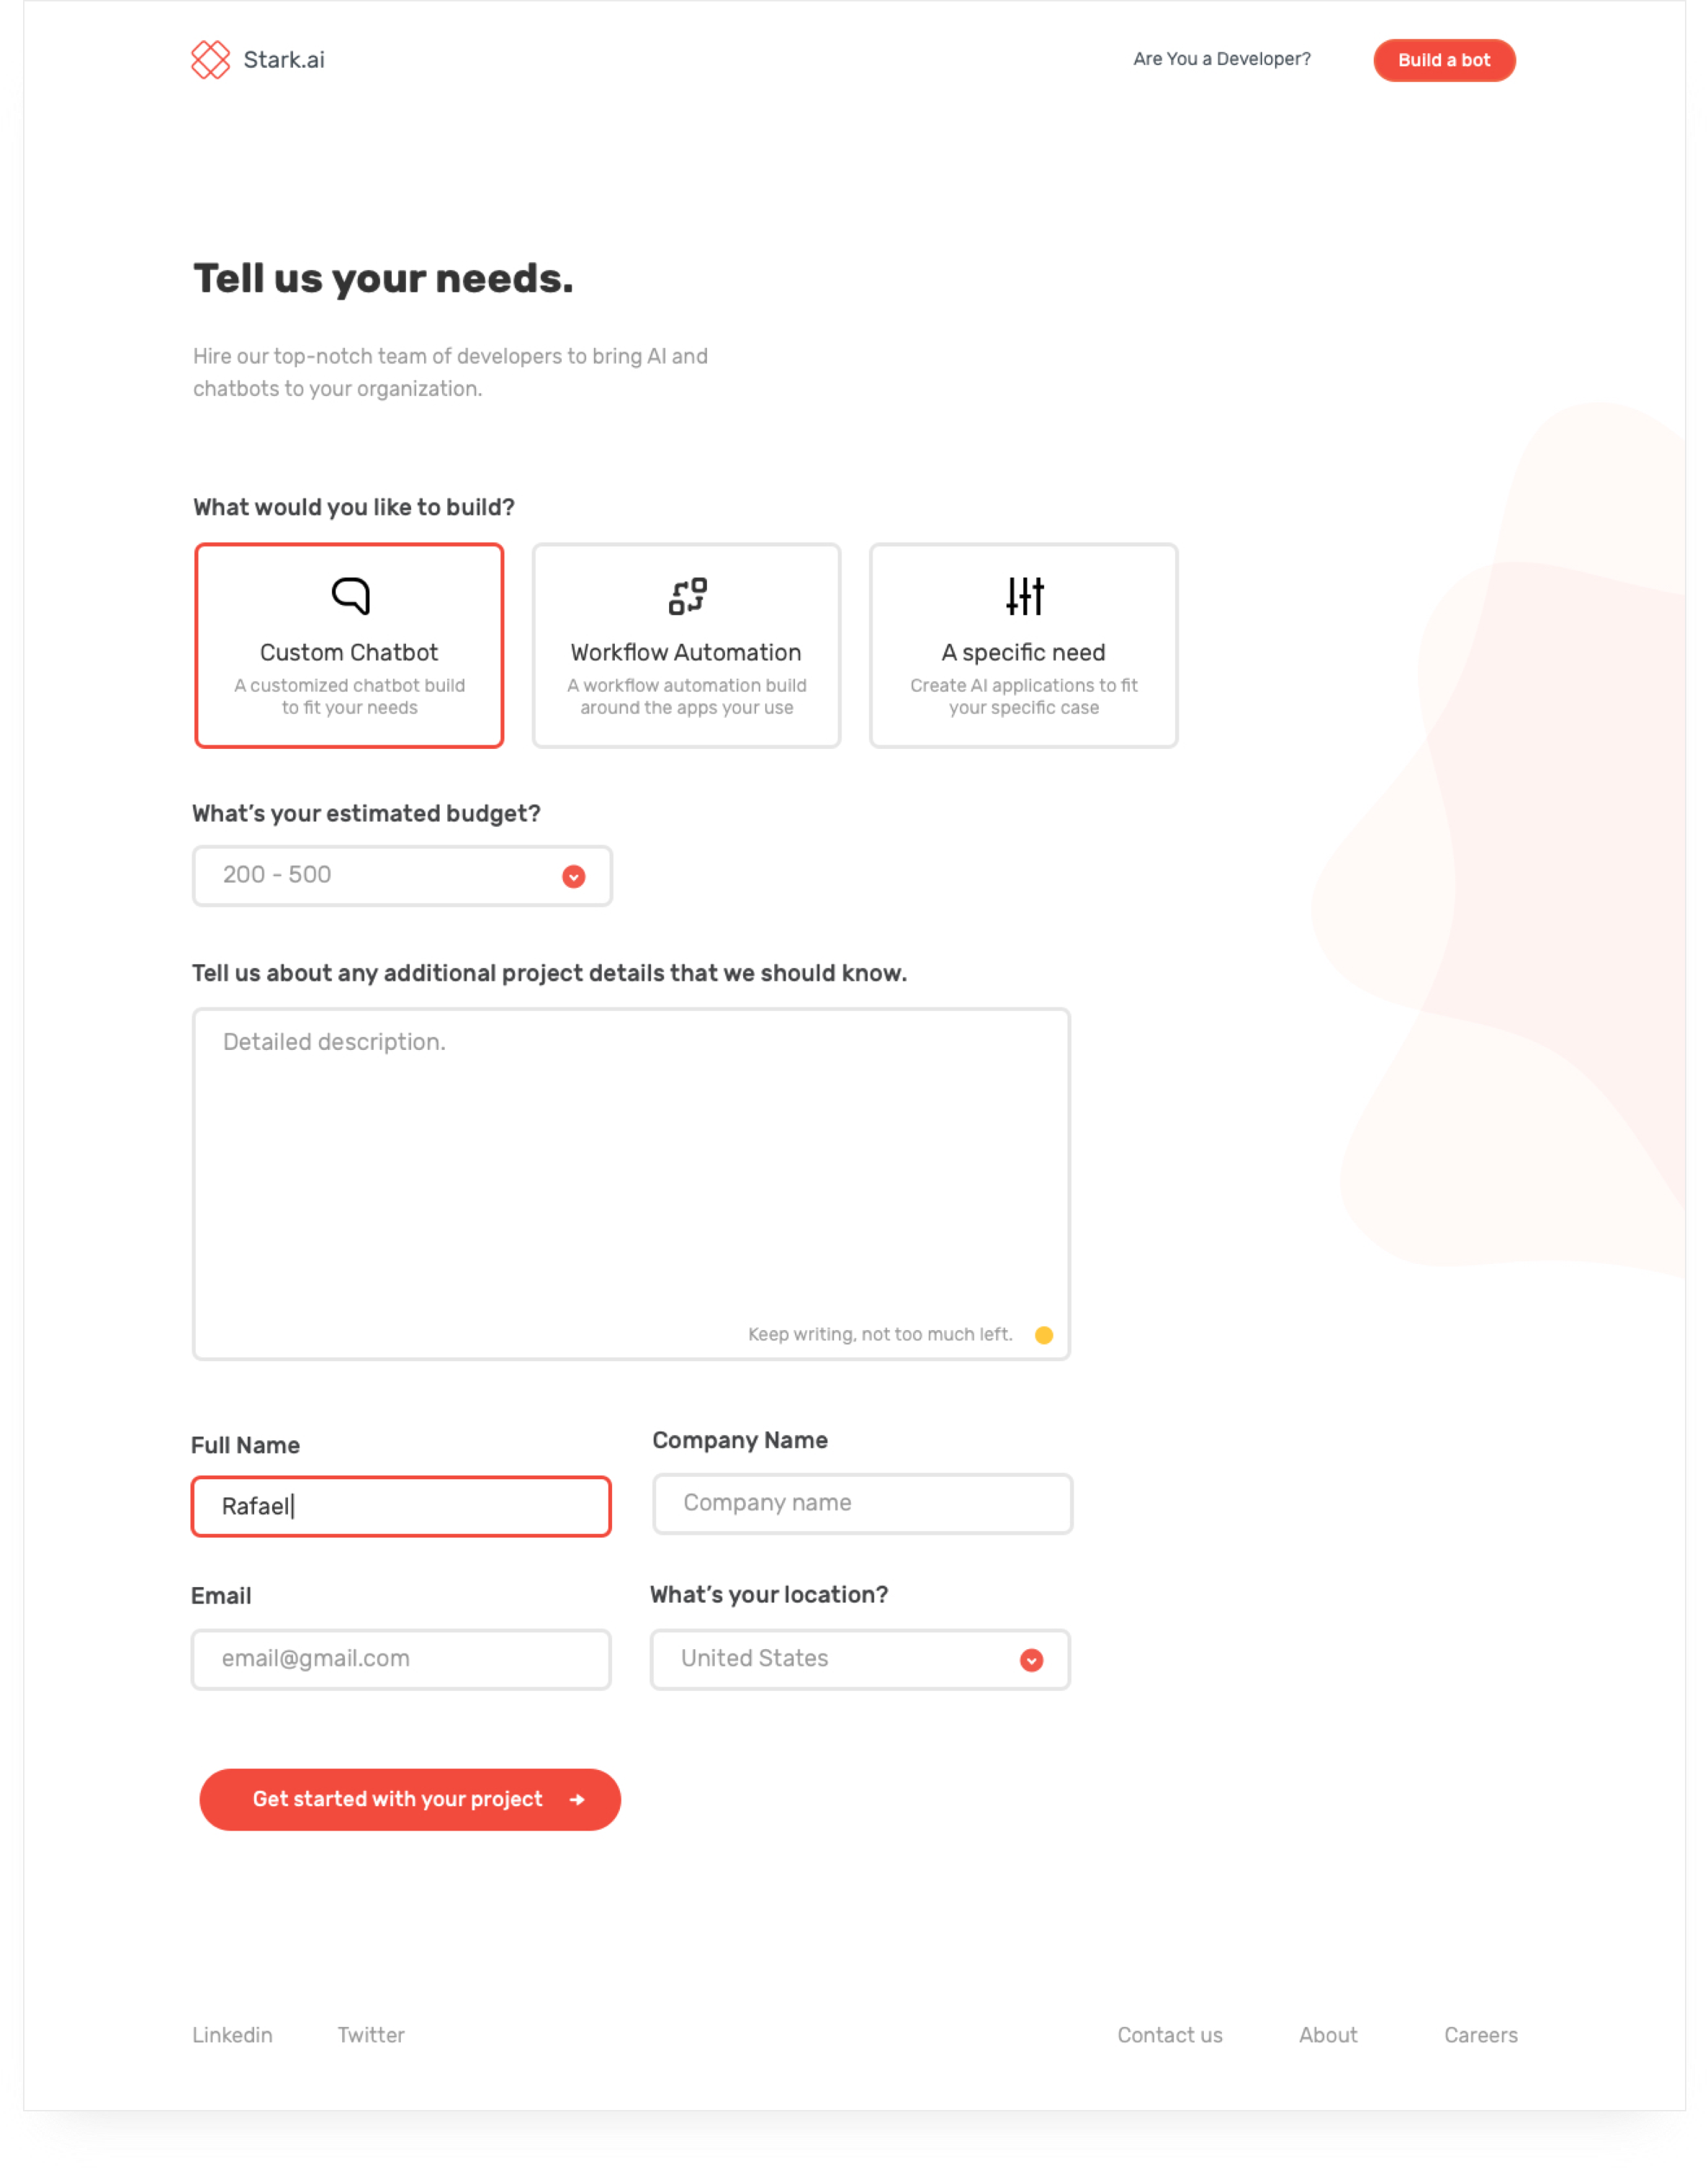 Stark.ai
Are You a Developer?
Build a bot
Tell us your needs.
Hire our top-notch team of developers to bring AI and
chatbots to your organization.
What would you like to build?
Custom Chatbot
A customized chatbot build
to fit your needs
Workflow Automation
A workflow automation build
around the apps your use
A specific need
Create AI applications to fit
your specific case
What's your estimated budget?
200 - 500
Tell us about any additional project details that we should know.
Detailed description.
Keep writing, not too much left.
Full Name
Rafael
Company Name
Company name
Email
email@gmail.com
What's your location?
United States
Get started with your project
Linkedin
Twitter
Contact us
About
Careers